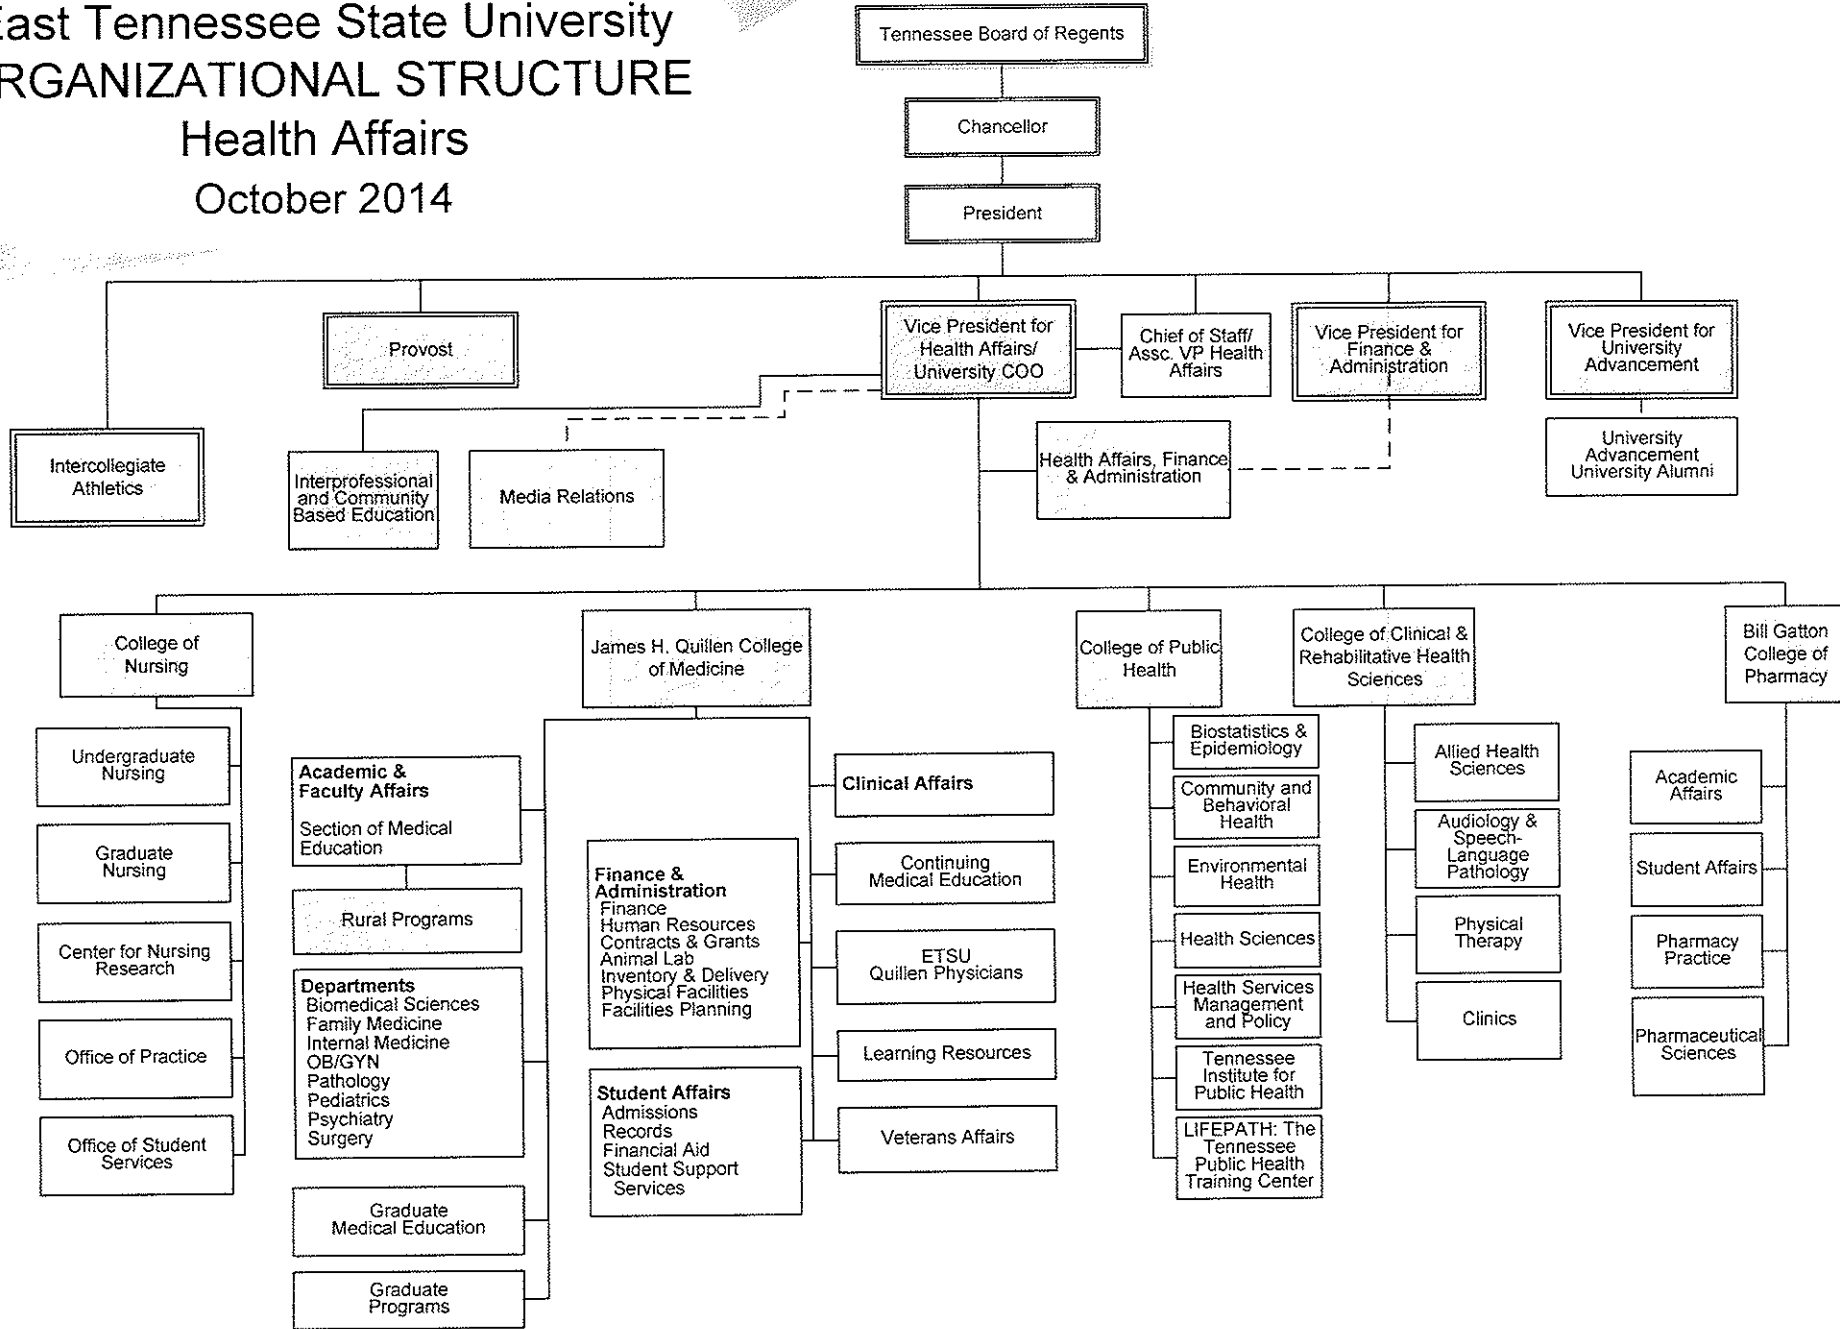 East Tennessee State University
RGANIZATIONAL STRUCTURE
Health Affairs
October 2014
Tennessee Board of Regents
Chancellor
President
Provost
Vice President for
Health Affairs/
University COO
Chief of Staff/
Assc. VP Health
Affairs
Vice President for
Finance &
Administration
Vice President for
University
Advancement
Intercollegiate
Athletics
Interprofessional
and Community
Based Education
Media Relations
Health Affairs, Finance
& Administration
University
Advancement
University Alumni
College of
Nursing
James H. Quillen College
of Medicine
College of Public
Health
College of Clinical &
Rehabilitative Health
Sciences
Bill Gatton
College of
Pharmacy
Undergraduate
Nursing
Graduate
Nursing
Center for Nursing
Research
Office of Practice
Office of Student
Services
Academic &
Faculty Affairs
Section of Medical
Education
Rural Programs
Departments
Biomedical Sciences
Family Medicine
Internal Medicine
OB/GYN
Pathology
Pediatrics
Psychiatry
Surgery
Graduate
Medical Education
Graduate
Programs
Finance &
Administration
Finance
Human Resources
Contracts & Grants
Animal Lab
Inventory & Delivery
Physical Facilities
Facilities Planning
Student Affairs
Admissions
Records
Financial Aid
Student Support
Services
Clinical Affairs
Continuing
Medical Education
ETSU
Quillen Physicians
Learning Resources
Veterans Affairs
Biostatistics &
Epidemiology
Community and
Behavioral
Health
Environmental
Health
Health Sciences
Health Services
Management
and Policy
Tennessee
Institute for
Public Health
LIFEPATH: The
Tennessee
Public Health
Training Center
Allied Health
Sciences
Audiology &
Speech-
Language
Pathology
Physical
Therapy
Clinics
Academic
Affairs
Student Affairs
Pharmacy
Practice
Pharmaceutical
Sciences